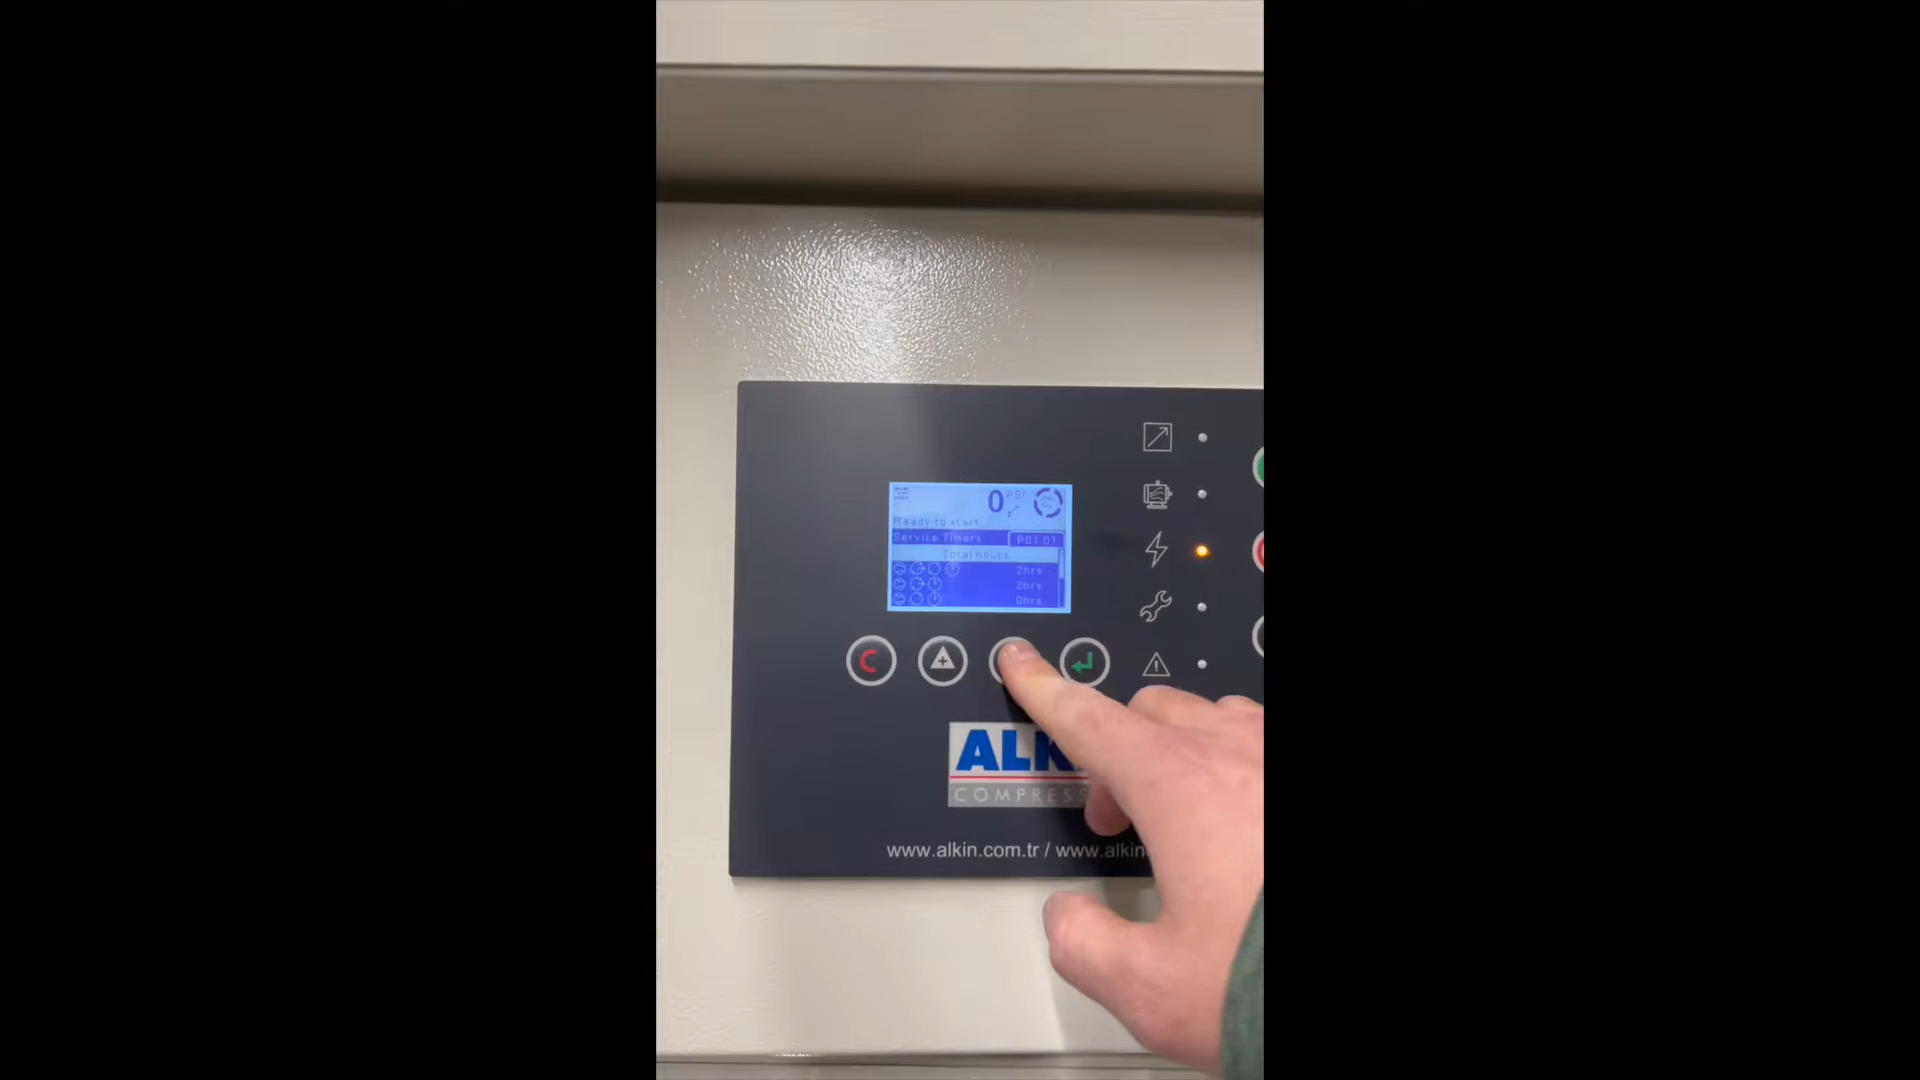 0 PSI
Ready to start
Service Timers P01.01
Total hours
2hrs
2hrs
0hrs
C
ALK
COMPRESS
www.alkin.com.tr / www.alkin